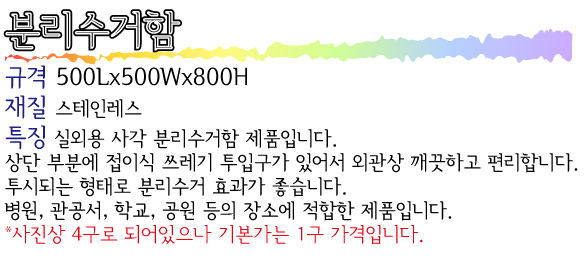 분리수거함
규격 500Lx500Wx800H
재질 스테인레스
특징 실외용 사각 분리수거함 제품입니다.
상단 부분에 접이식 쓰레기 투입구가 있어서 외관상 깨끗하고 편리합니다.
투시되는 형태로 분리수거 효과가 좋습니다.
병원, 관공서, 학교, 공원 등의 장소에 적합한 제품입니다.
*사진상 4구로 되어있으나 기본가는 1구 가격입니다.